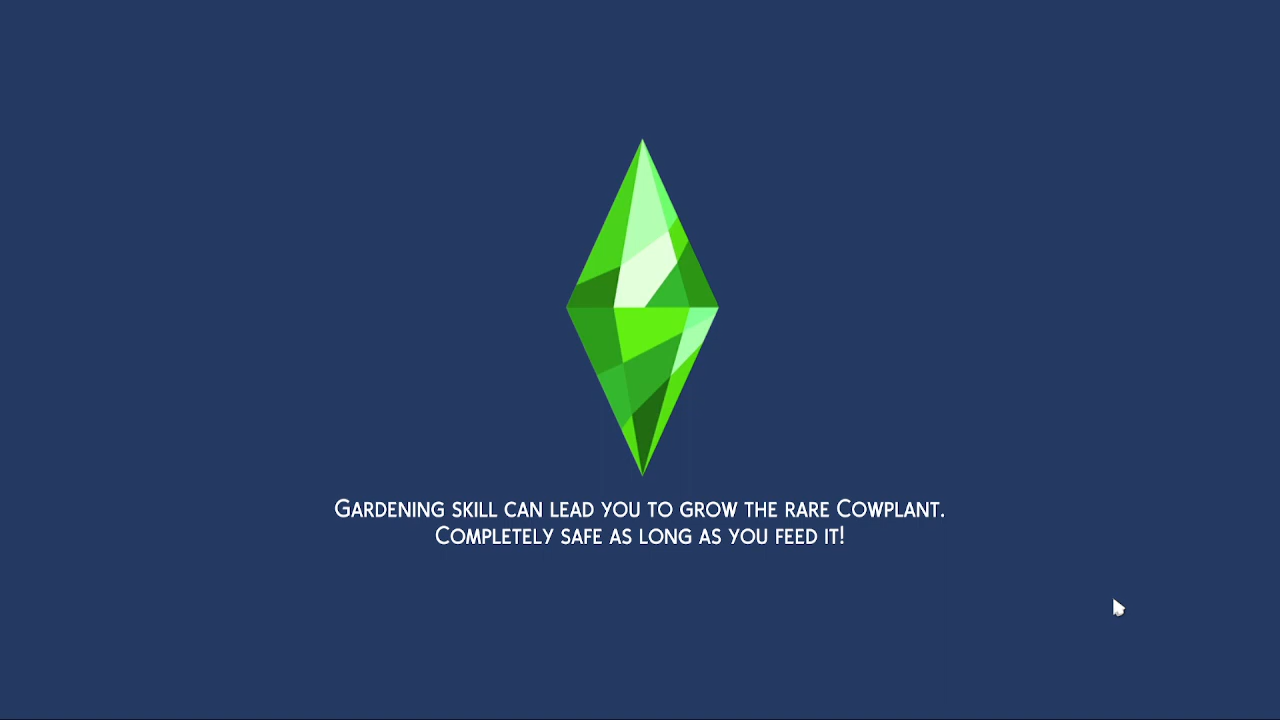 Gardening skill can lead you to grow the rare Cowplant.
Completely safe as long as you feed it!